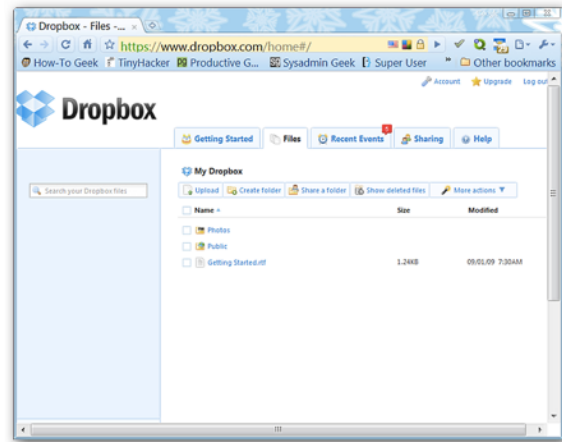 Dropbox - Files -...
https://www.dropbox.com/home#/
How-To Geek TinyHacker Productive G... Sysadmin Geek Super User » Other bookmarks
Account Upgrade Log out
Dropbox
Getting Started Files Recent Events 5 Sharing Help
My Dropbox
Search your Dropbox files
Upload Create folder Share a folder Show deleted files More actions
Name Size Modified
Photos
Public
Getting Started.rtf 1.24KB 09/01/09 7:30AM